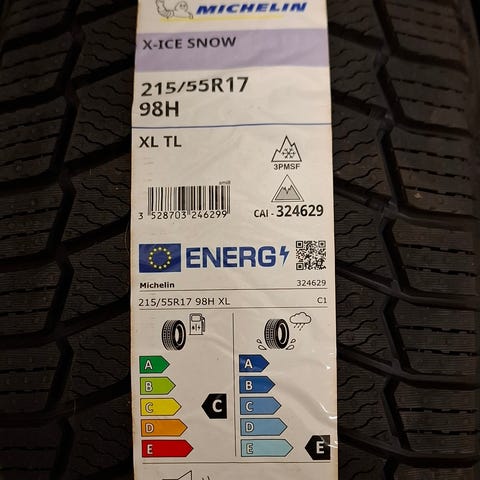 MICHELIN
X-ICE SNOW
215/55R17
98H
XL TL
3PMSF
smill
3 528703 246299
CAI - 324629
ENERG
Michelin 324629
215/55R17 98H XL C1
A A
B B
C C C
D D
E E E